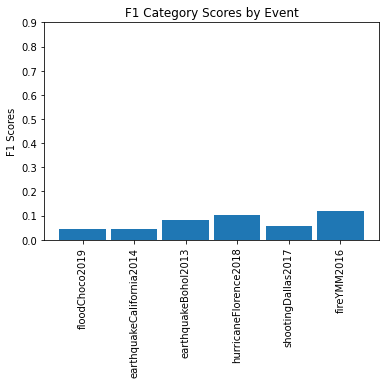 F1 Category Scores by Event
F1 Scores
0.9
0.8
0.7
0.6
0.5
0.4
0.3
0.2
0.1
0.0
floodChoco2019
earthquakeCalifornia2014
earthquakeBohol2013
hurricaneFlorence2018
shootingDallas2017
fireYMM2016